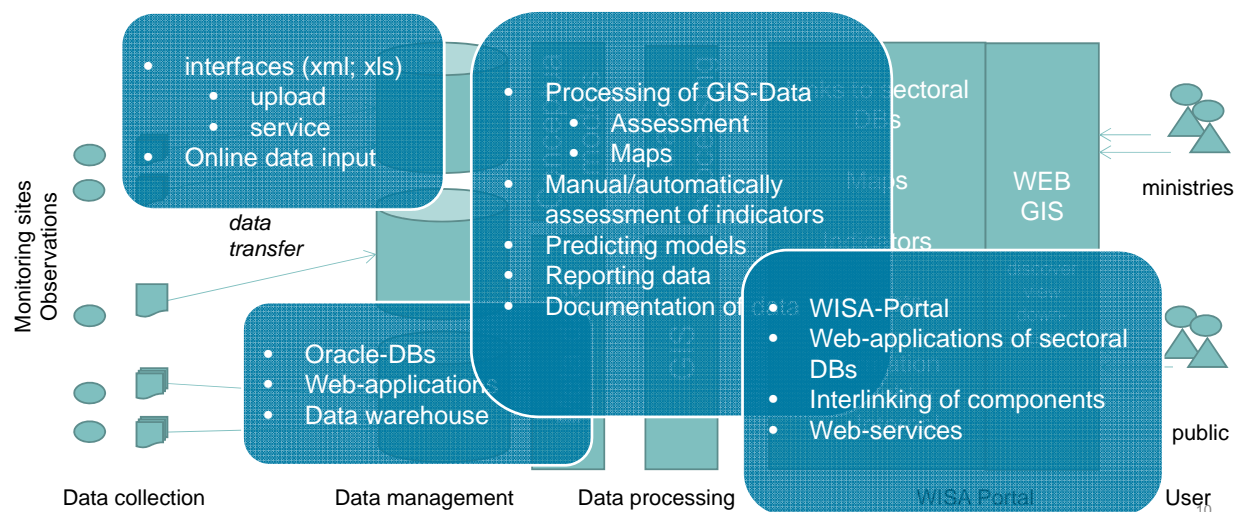 interfaces (xml; xls)
upload
service
Online data input
Monitoring sites
Observations
data
transfer
Oracle-DBs
Web-applications
Data warehouse
Processing of GIS-Data
Assessment
Maps
Manual/automatically
assessment of indicators
Predicting models
Reporting data
Documentation of data
GIS
sectoral
DBs
Maps
WEB
GIS
WISA-Portal
Web-applications of sectoral
DBs
Interlinking of components
Web-services
ministries
public
Data collection
Data management
Data processing
WISA Portal
User
10